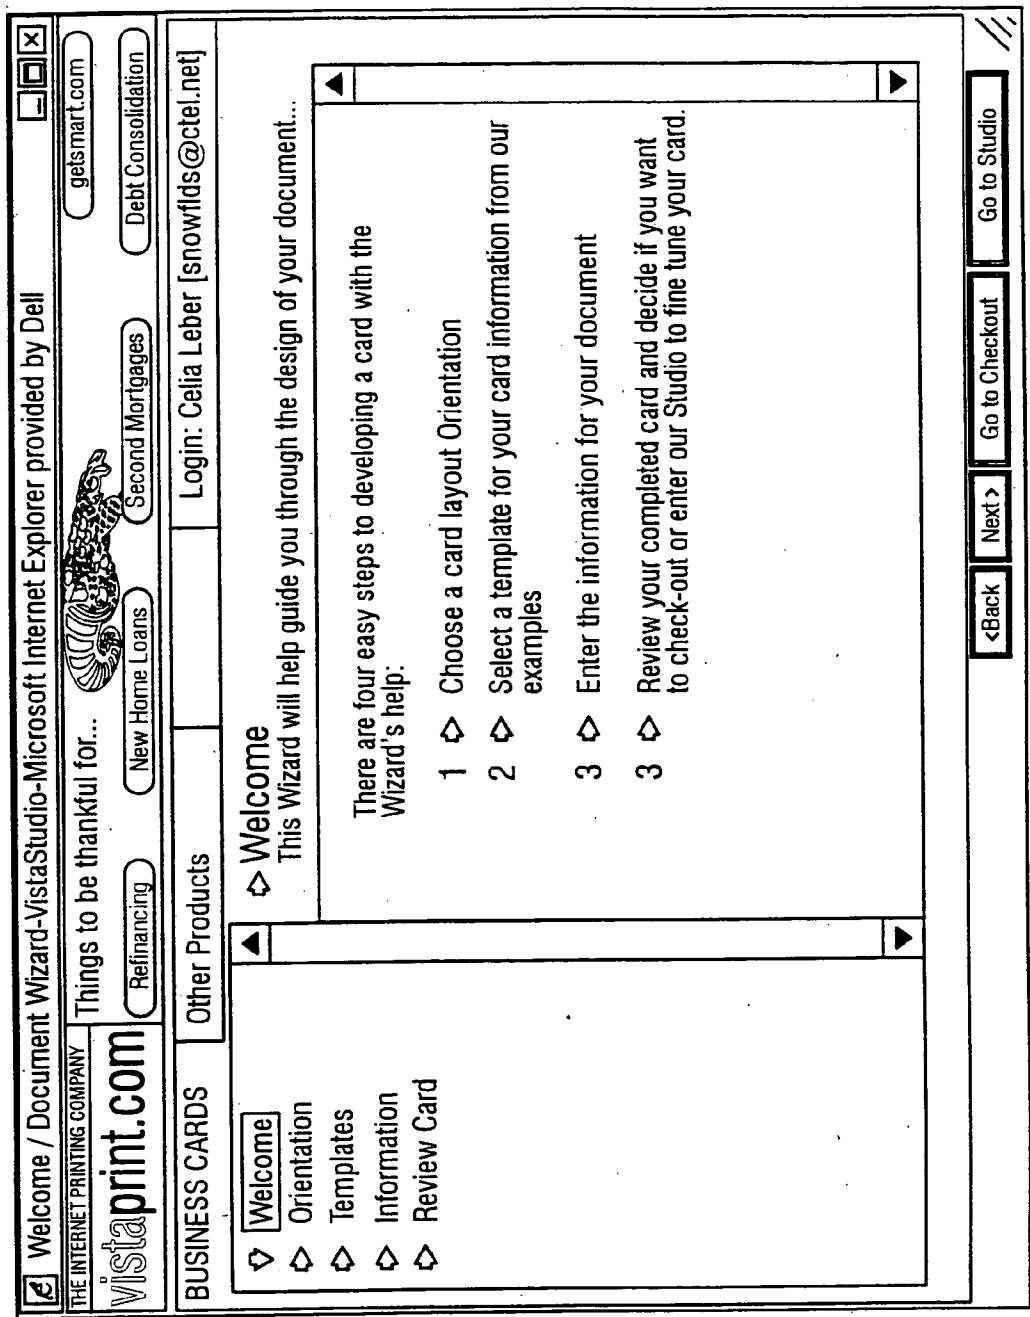 Welcome / Document Wizard-VistaStudio-Microsoft Internet Explorer provided by Dell
THE INTERNET PRINTING COMPANY
vistaprint.com
Things to be thankful for...
getsmart.com
Refinancing
New Home Loans
Second Mortgages
Debt Consolidation
BUSINESS CARDS
Other Products
Login: Celia Leber [snowflds@ctel.net]
Welcome
Orientation
Templates
Information
Review Card
Welcome
This Wizard will help guide you through the design of your document...
There are four easy steps to developing a card with the
Wizard's help:
1 Choose a card layout Orientation
2 Select a template for your card information from our
examples
3 Enter the information for your document
3 Review your completed card and decide if you want
to check-out or enter our Studio to fine tune your card.
<Back
Next>
Go to Checkout
Go to Studio